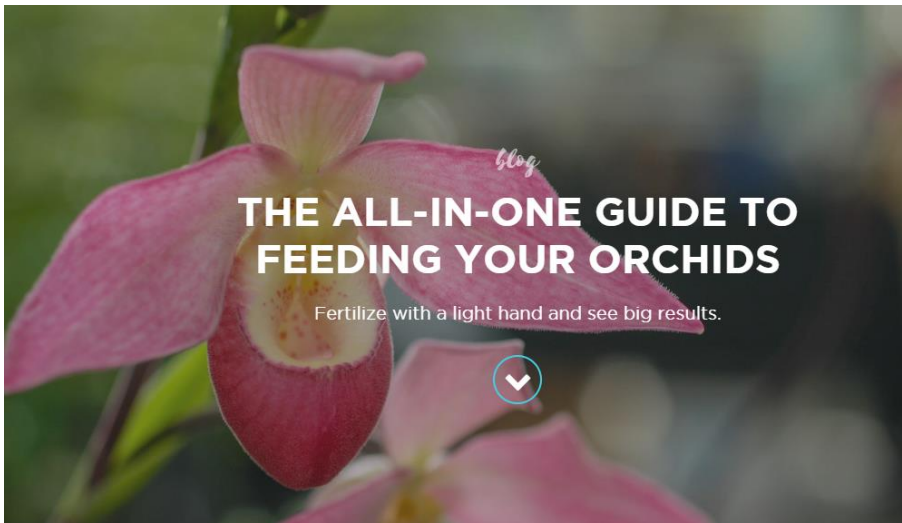 blog
THE ALL-IN-ONE GUIDE TO
FEEDING YOUR ORCHIDS
Fertilize with a light hand and see big results.